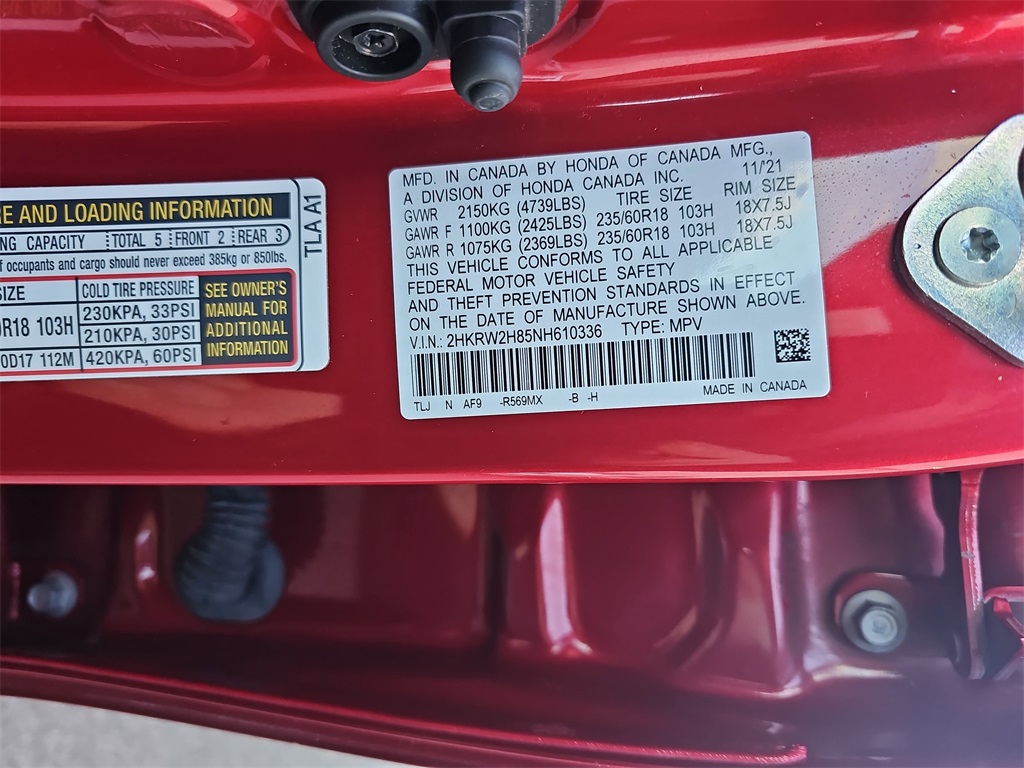 RE AND LOADING INFORMATION
NG CAPACITY TOTAL 5 FRONT 2 REAR 3
f occupants and cargo should never exceed 385kg or 850lbs.
SIZE COLD TIRE PRESSURE
0R18 103H 230KPA, 33PSI
210KPA, 30PSI
0D17 112M 420KPA, 60PSI
SEE OWNER'S
MANUAL FOR
ADDITIONAL
INFORMATION
TLA A1
MFD. IN CANADA BY HONDA OF CANADA MFG.,
A DIVISION OF HONDA CANADA INC. 11/21
GVWR 2150KG (4739LBS) TIRE SIZE RIM SIZE
GAWR F 1100KG (2425LBS) 235/60R18 103H 18X7.5J
GAWR R 1075KG (2369LBS) 235/60R18 103H 18X7.5J
THIS VEHICLE CONFORMS TO ALL APPLICABLE
FEDERAL MOTOR VEHICLE SAFETY
AND THEFT PREVENTION STANDARDS IN EFFECT
ON THE DATE OF MANUFACTURE SHOWN ABOVE.
V.I.N.: 2HKRW2H85NH610336 TYPE: MPV
MADE IN CANADA
TLJ N AF9 -R569MX -B -H